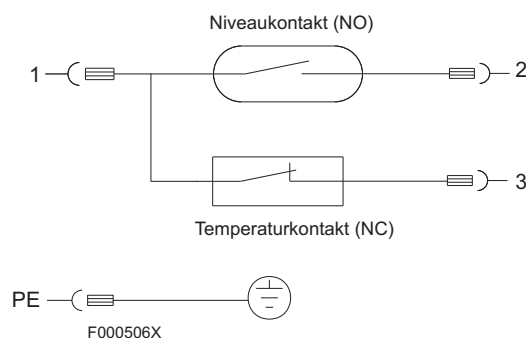 Niveaukontakt (NO)
1
2
3
Temperaturkontakt (NC)
PE
F000506X